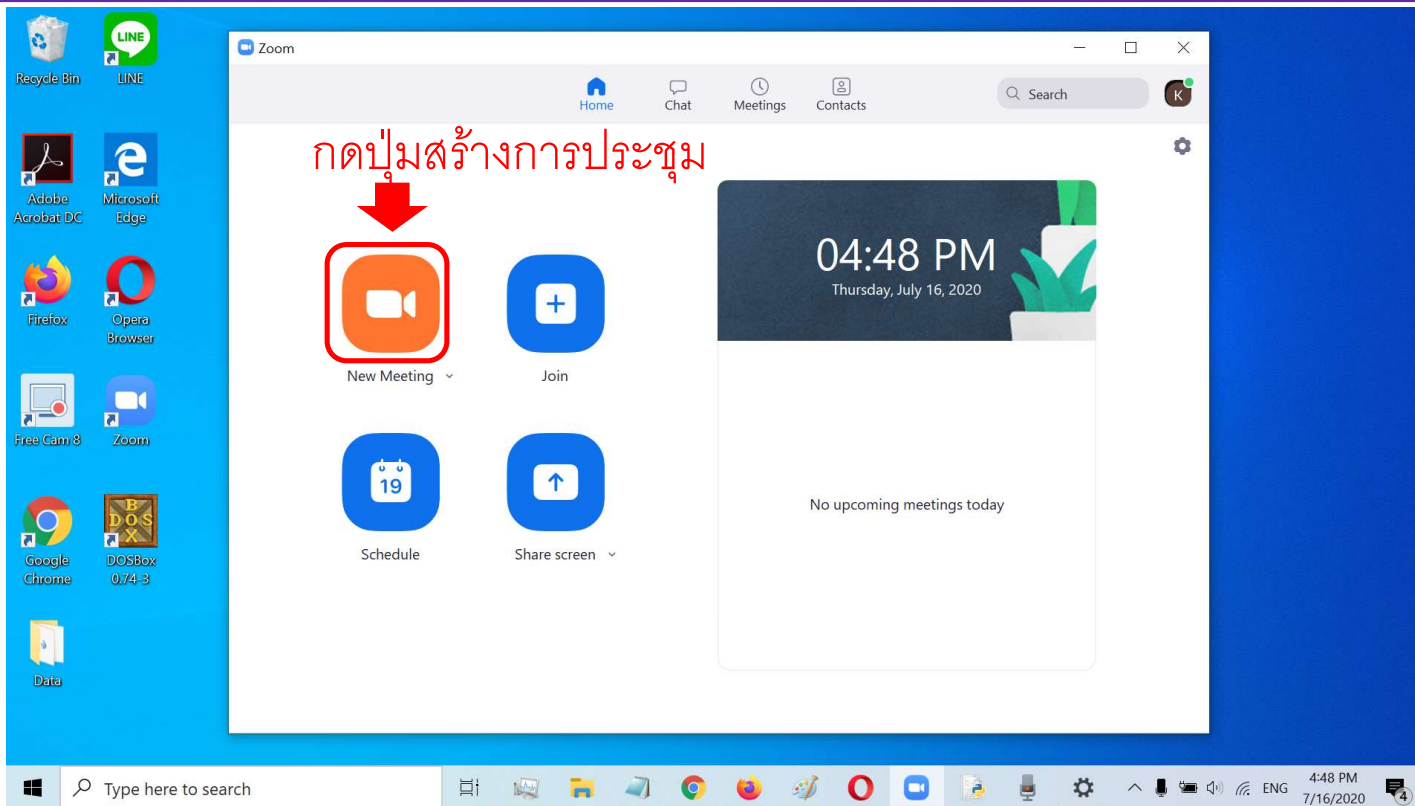 Recycle Bin
LINE
LINE
Adobe
Acrobat DC
Microsoft
Edge
Firefox
Opera
Browser
Free Cam 8
Zoom
Google
Chrome
DOS
BOX
DOSBox
0.74-3
Data
Zoom
Home
Chat
Meetings
Contacts
Search
K
กดปุ่มสร้างการประชุม
New Meeting
Join
19
Schedule
Share screen
04:48 PM
Thursday, July 16, 2020
No upcoming meetings today
Type here to search
ENG
4:48 PM
7/16/2020
4